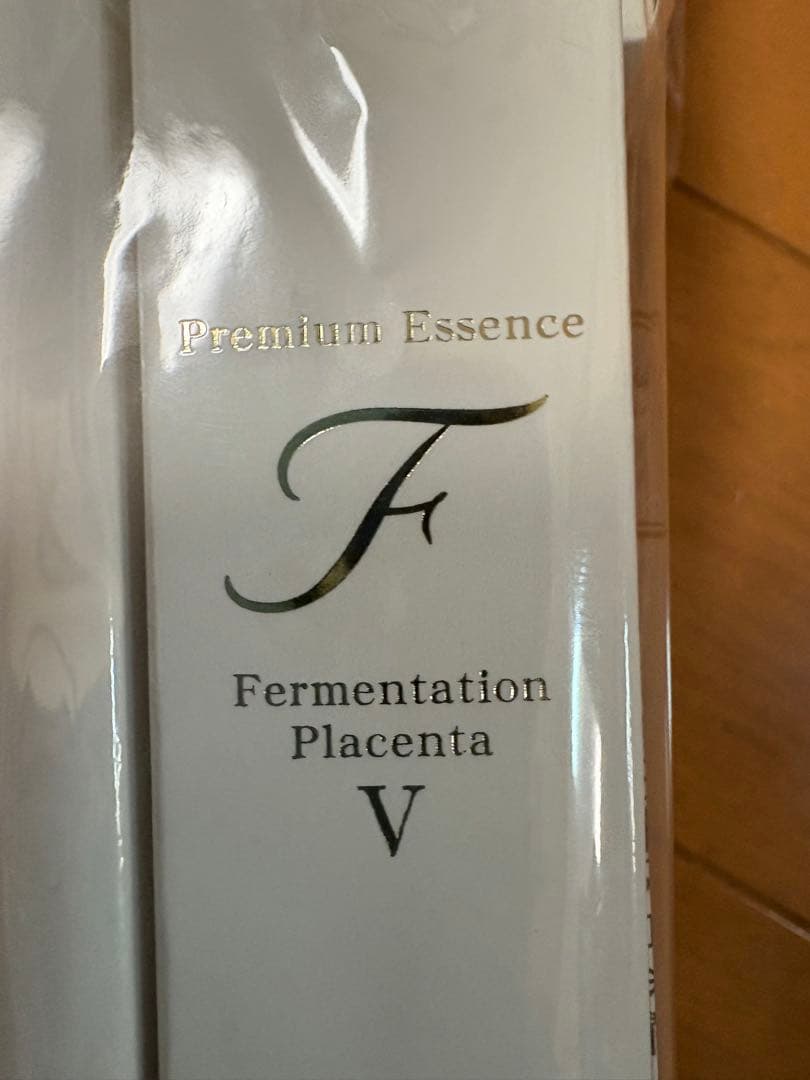 Premium Essence
F
Fermentation
Placenta
V